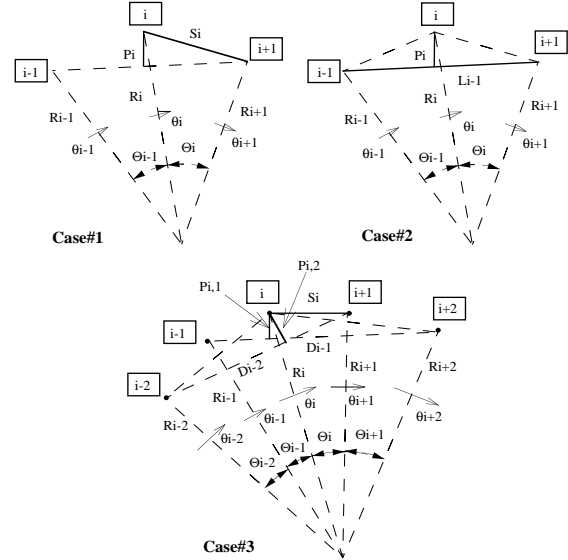 i
Si
i+1
Pi
i-1
Ri
Ri-1
Ri+1
θi
θi-1
θi+1
Θi-1
Θi
Case#1
i
i+1
Pi
i-1
Li-1
Ri
Ri-1
Ri+1
θi
θi-1
θi+1
Θi-1
Θi
Case#2
Pi,1
Pi,2
i
Si
i+1
i+2
i-1
Di-1
Di-2
i-2
Ri
Ri+1
Ri+2
Ri-1
Ri-2
θi
θi+1
θi-1
θi+2
θi-2
Θi
Θi+1
Θi-1
Θi-2
Case#3